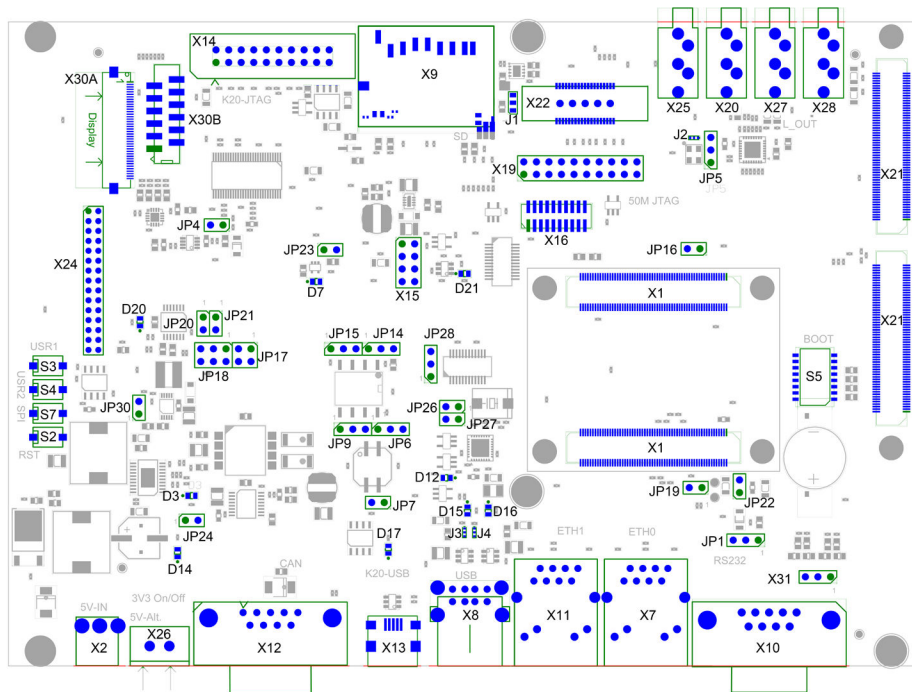 X14
X9
X30A
X30B
K20-JTAG
Display
SD
J1
X22
X25
X20
X27
X28
L_OUT
J2
JP5
JP5
X19
X21
50M JTAG
X16
JP4
JP23
JP16
X24
X15
D7
D21
X1
X21
D20
JP20
JP21
USR1
JP15
JP14
JP28
BOOT
JP18
JP17
S3
S4
USR2
S5
JP30
S7
SPI
JP26
JP27
S2
JP9
JP6
X1
RST
D12
D3
JP7
JP19
JP22
D15
D16
JP24
D17
J3
J4
ETH1
ETH0
JP1
D14
RS232
CAN
K20-USB
USB
X31
3V3 On/Off
5V-IN
5V-Alt.
X2
X26
X12
X13
X8
X11
X7
X10